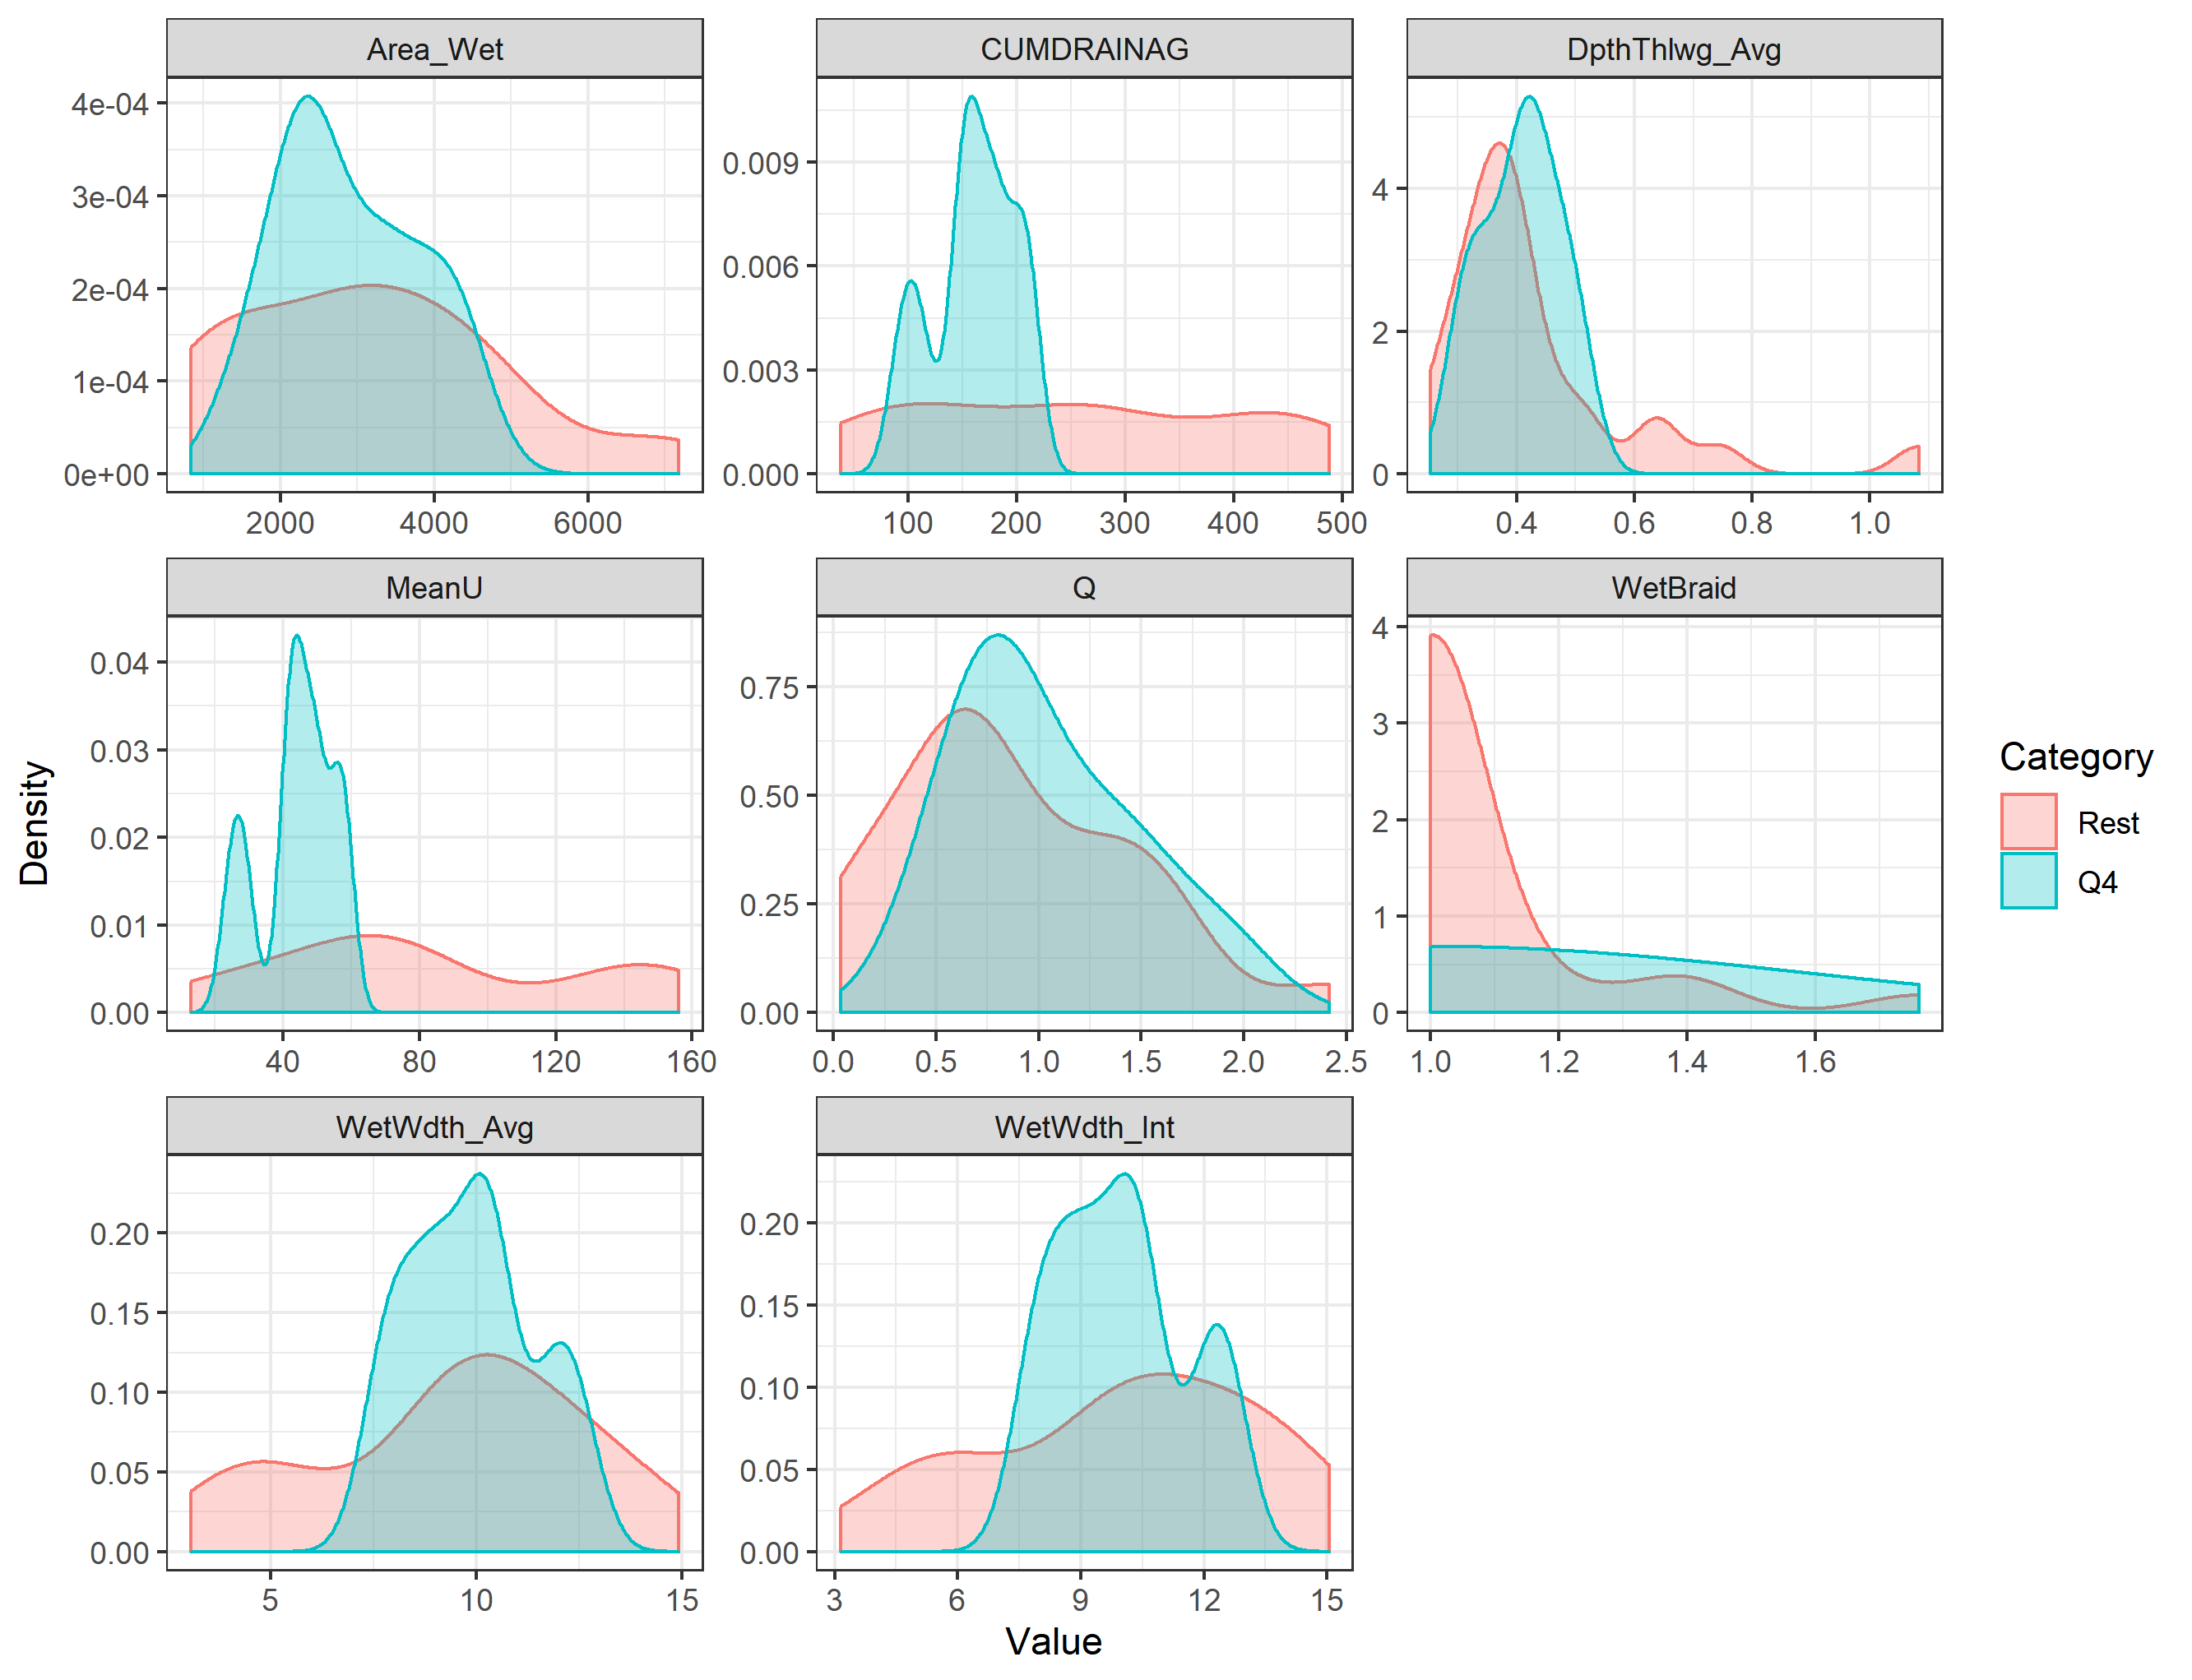 Area_Wet
CUMDRAINAG
DpthThlwg_Avg
4e-04
3e-04
2e-04
1e-04
0e+00
2000 4000 6000
0.009
0.006
0.003
0.000
100 200 300 400 500
4
2
0
0.4 0.6 0.8 1.0
MeanU
Q
WetBraid
0.04
0.03
0.02
0.01
0.00
40 80 120 160
0.75
0.50
0.25
0.00
0.0 0.5 1.0 1.5 2.0 2.5
4
3
2
1
0
1.0 1.2 1.4 1.6
WetWdth_Avg
WetWdth_Int
0.20
0.15
0.10
0.05
0.00
5 10 15
0.20
0.15
0.10
0.05
0.00
3 6 9 12 15
Density
Value
Category
Rest
Q4